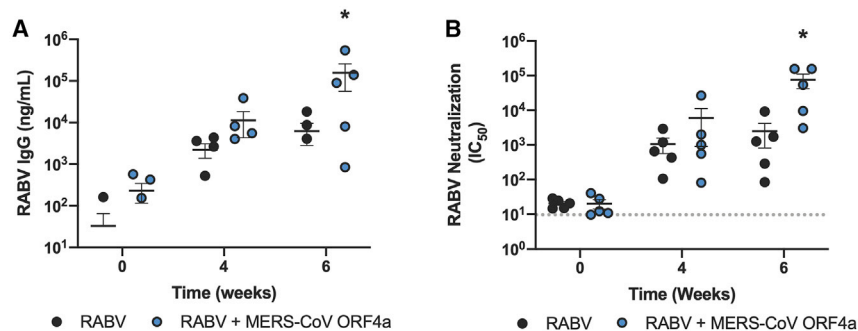 A
B
*
*
RABV IgG (ng/mL)
10⁶
10⁵
10⁴
10³
10²
10¹
0
4
6
Time (weeks)
RABV
RABV + MERS-CoV ORF4a
RABV Neutralization
(IC₅₀)
10⁶
10⁵
10⁴
10³
10²
10¹
10⁰
0
4
6
Time (Weeks)
RABV
RABV + MERS-CoV ORF4a